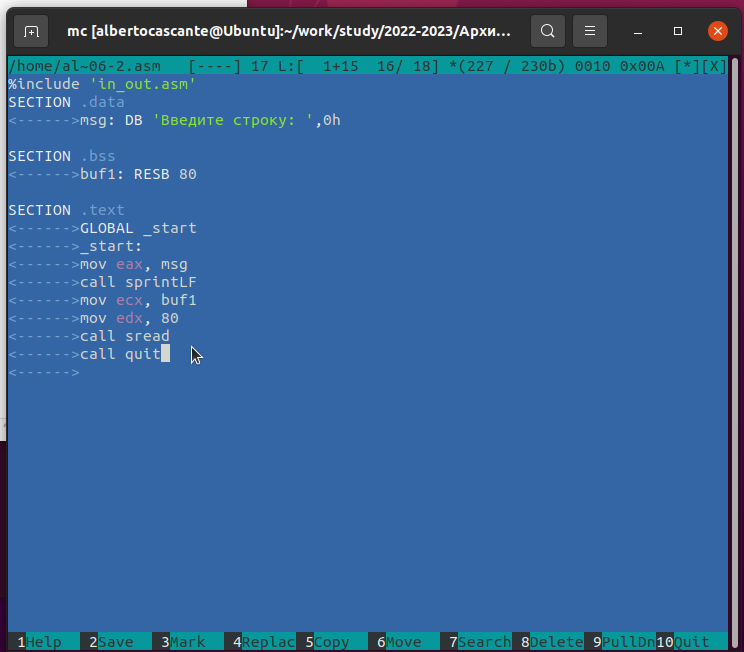 mc [albertocascante@Ubuntu]:~/work/study/2022-2023/Архи...
/home/al~06-2.asm   [----] 17 L:[  1+15  16/ 18] *(227 / 230b) 0010 0x00A [*][X]
%include 'in_out.asm'
SECTION .data
<------>msg: DB 'Введите строку: ',0h
SECTION .bss
<------>buf1: RESB 80
SECTION .text
<------>GLOBAL _start
<------>_start:
<------>mov eax, msg
<------>call sprintLF
<------>mov ecx, buf1
<------>mov edx, 80
<------>call sread
<------>call quit
<------>
1Help 2Save 3Mark 4Replac 5Copy 6Move 7Search 8Delete 9PullDn 10Quit